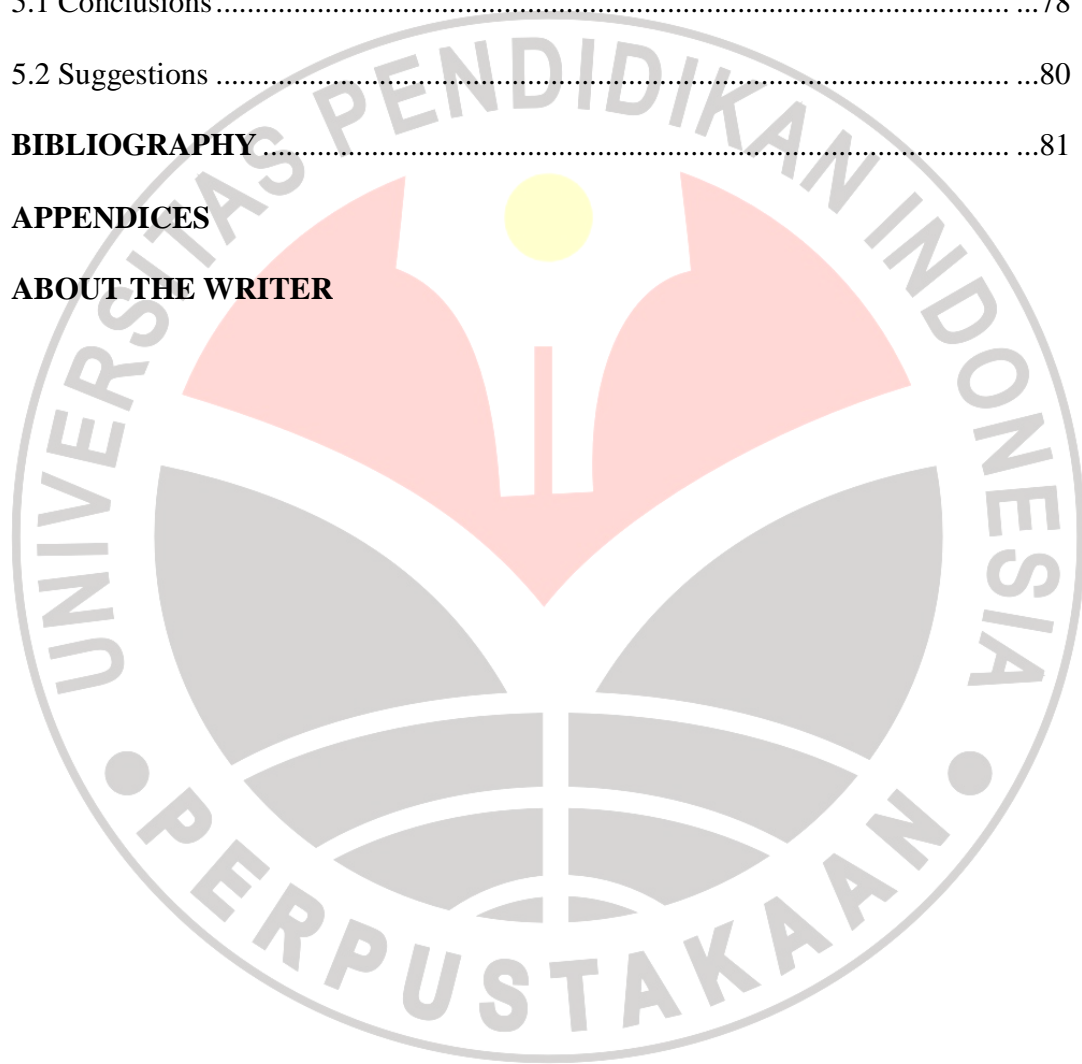 5.1 Conclusions.......................................................................................................... ...78
5.2 Suggestions .......................................................................................................... ...80
BIBLIOGRAPHY .................................................................................................... ...81
APPENDICES
ABOUT THE WRITER
UNIVERSITAS PENDIDIKAN INDONESIA
PERPUSTAKAAN